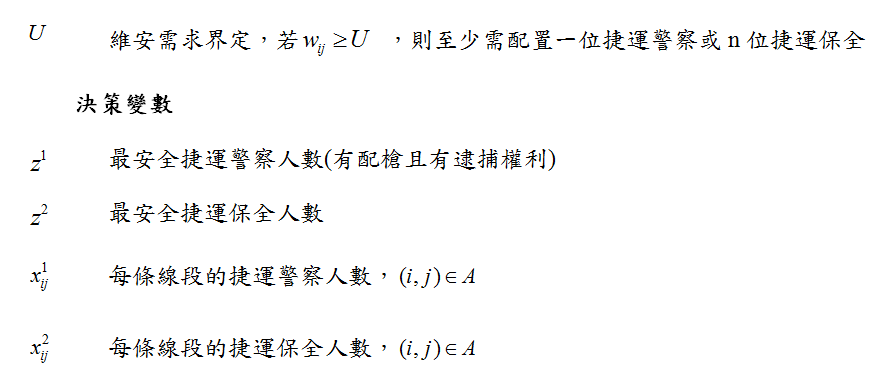 U 維安需求界定，若 w_ij ≥ U ，則至少需配置一位捷運警察或 n 位捷運保全
決策變數
z^1 最安全捷運警察人數(有配槍且有逮捕權利)
z^2 最安全捷運保全人數
x_ij^1 每條線段的捷運警察人數，(i, j) ∈ A
x_ij^2 每條線段的捷運保全人數，(i, j) ∈ A